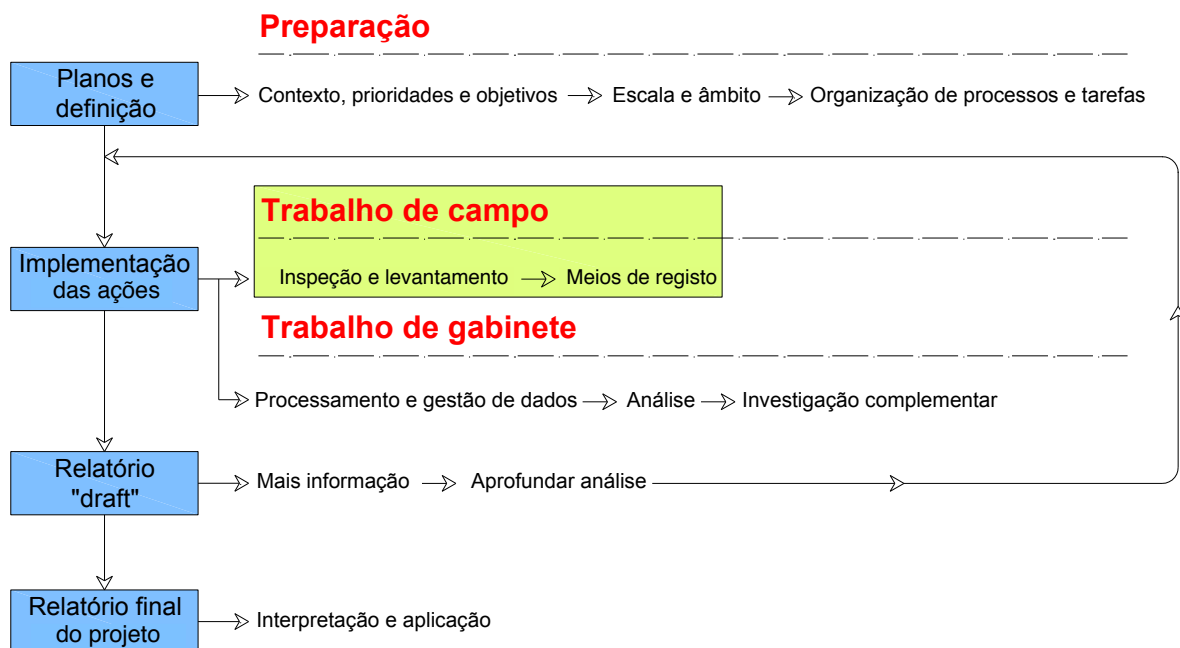 Preparação
Planos e
definição
Contexto, prioridades e objetivos
Escala e âmbito
Organização de processos e tarefas
Trabalho de campo
Implementação
das ações
Inspeção e levantamento
Meios de registo
Trabalho de gabinete
Processamento e gestão de dados
Análise
Investigação complementar
Relatório
"draft"
Mais informação
Aprofundar análise
Relatório final
do projeto
Interpretação e aplicação